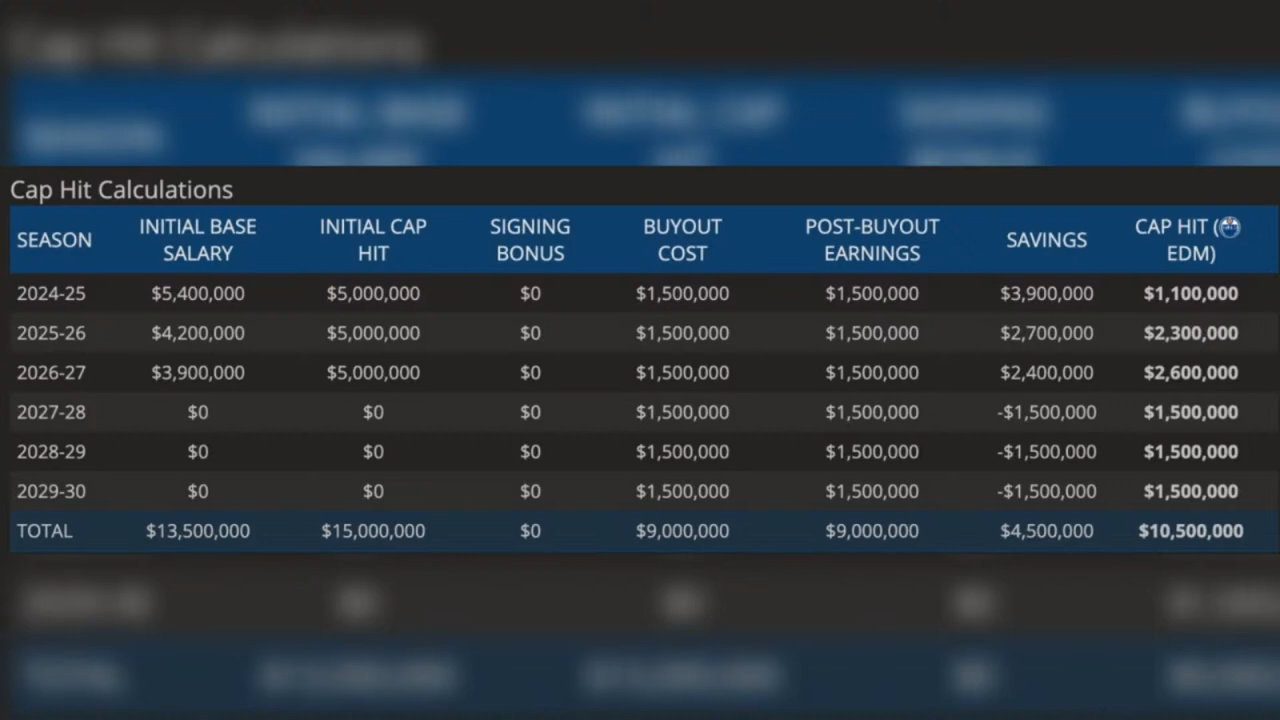 Cap Hit Calculations
SEASON INITIAL BASE SALARY INITIAL CAP HIT SIGNING BONUS BUYOUT COST POST-BUYOUT EARNINGS SAVINGS CAP HIT ( EDM)
2024-25 $5,400,000 $5,000,000 $0 $1,500,000 $1,500,000 $3,900,000 $1,100,000
2025-26 $4,200,000 $5,000,000 $0 $1,500,000 $1,500,000 $2,700,000 $2,300,000
2026-27 $3,900,000 $5,000,000 $0 $1,500,000 $1,500,000 $2,400,000 $2,600,000
2027-28 $0 $0 $0 $1,500,000 $1,500,000 -$1,500,000 $1,500,000
2028-29 $0 $0 $0 $1,500,000 $1,500,000 -$1,500,000 $1,500,000
2029-30 $0 $0 $0 $1,500,000 $1,500,000 -$1,500,000 $1,500,000
TOTAL $13,500,000 $15,000,000 $0 $9,000,000 $9,000,000 $4,500,000 $10,500,000